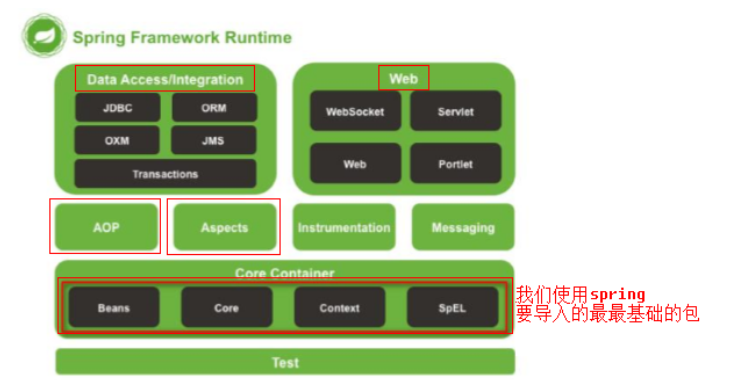 Spring Framework Runtime
Data Access/Integration
Web
JDBC
ORM
WebSocket
Servlet
OXM
JMS
Web
Portlet
Transactions
AOP
Aspects
Instrumentation
Messaging
Core Container
Beans
Core
Context
SpEL
我们使用spring
要导入的最最基础的包
Test